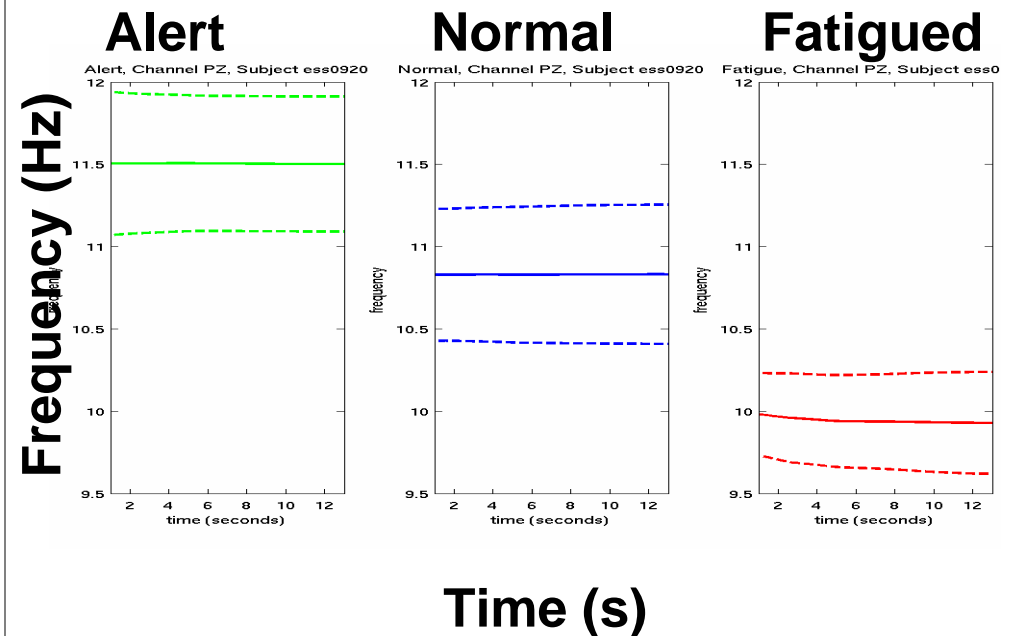 Alert
Normal
Fatigued
Alert, Channel PZ, Subject ess0920
Normal, Channel PZ, Subject ess0920
Fatigue, Channel PZ, Subject ess0
Frequency (Hz)
12
11.5
11
10.5
10
9.5
frequency
2 4 6 8 10 12
time (seconds)
12
11.5
11
10.5
10
9.5
frequency
2 4 6 8 10 12
time (seconds)
12
11.5
11
10.5
10
9.5
frequency
2 4 6 8 10 12
time (seconds)
Time (s)